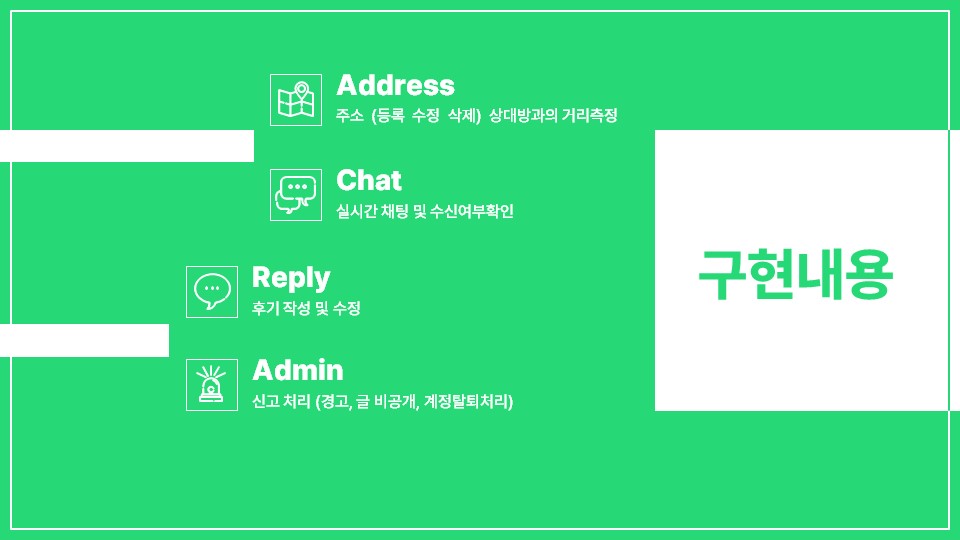 Address
주소 (등록 수정 삭제) 상대방과의 거리측정
Chat
실시간 채팅 및 수신여부확인
Reply
후기 작성 및 수정
Admin
신고 처리 (경고, 글 비공개, 계정탈퇴처리)
구현내용